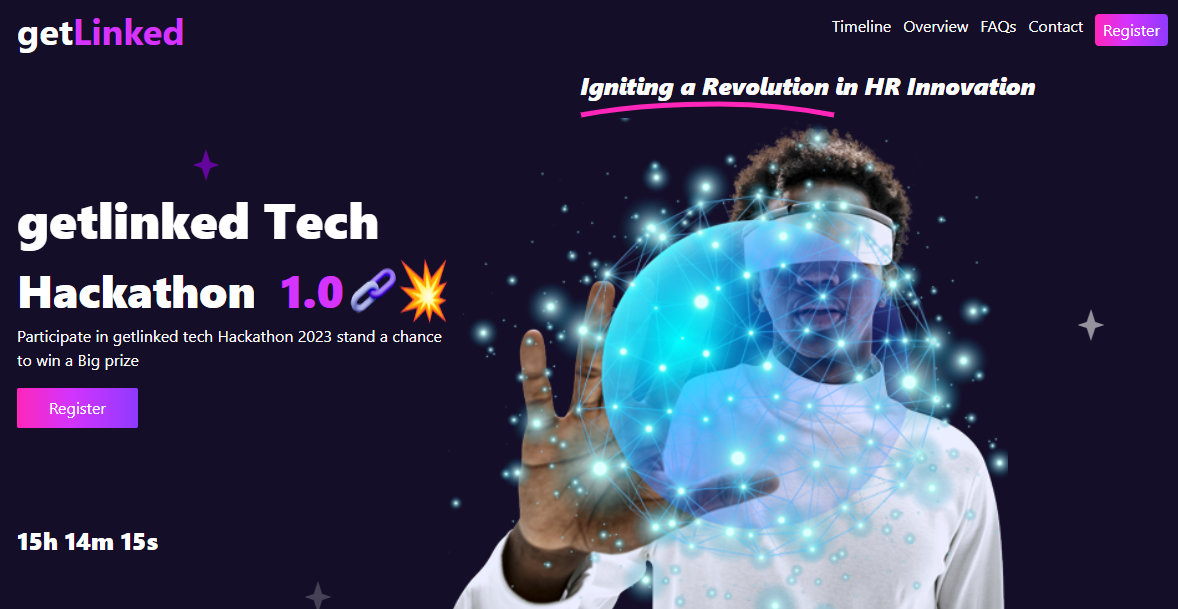 getLinked
Timeline Overview FAQs Contact Register
Igniting a Revolution in HR Innovation
getlinked Tech
Hackathon 1.0🔗💥
Participate in getlinked tech Hackathon 2023 stand a chance
to win a Big prize
Register
15h 14m 15s